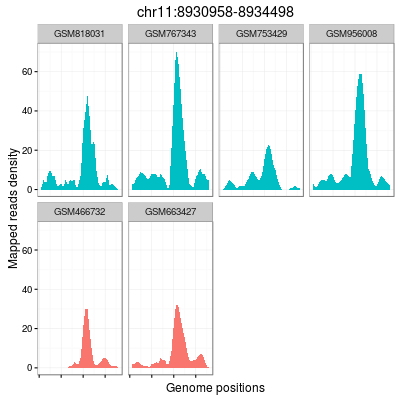 chr11:8930958-8934498
GSM818031 GSM767343 GSM753429 GSM956008
60
40
20
0
Mapped reads density
GSM466732 GSM663427
60
40
20
0
Genome positions